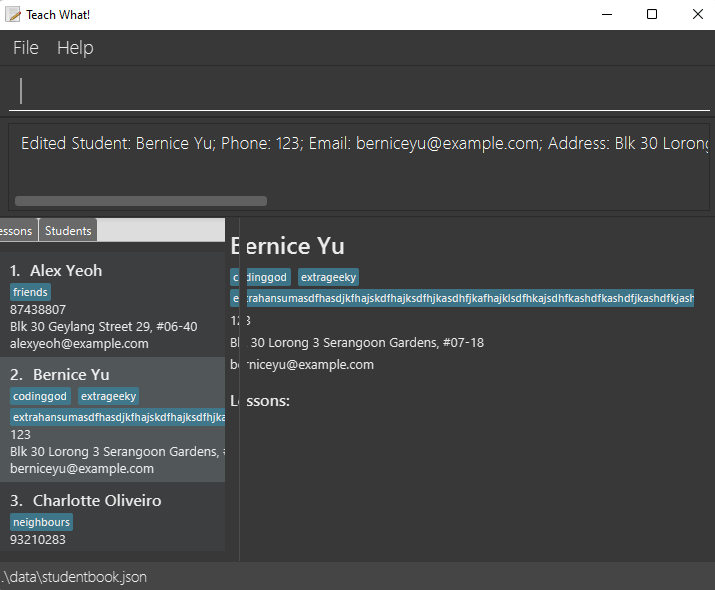 Teach What!
File Help
Edited Student: Bernice Yu; Phone: 123; Email: berniceyu@example.com; Address: Blk 30 Lorong
essons Students
1. Alex Yeoh
friends
87438807
Blk 30 Geylang Street 29, #06-40
alexyeoh@example.com
2. Bernice Yu
codinggod extrageeky
extrahansumasdfhasdjkfhajskdfhajksdfhjka
123
Blk 30 Lorong 3 Serangoon Gardens, #
berniceyu@example.com
3. Charlotte Oliveiro
neighbours
93210283
Bernice Yu
codinggod extrageeky
extrahansumasdfhasdjkfhajskdfhajksdfhjkasdhfjkafhajklsdfhkajsdhfkashdfkashdfjkashdfkjash
123
Blk 30 Lorong 3 Serangoon Gardens, #07-18
berniceyu@example.com
Lessons:
.\data\studentbook.json